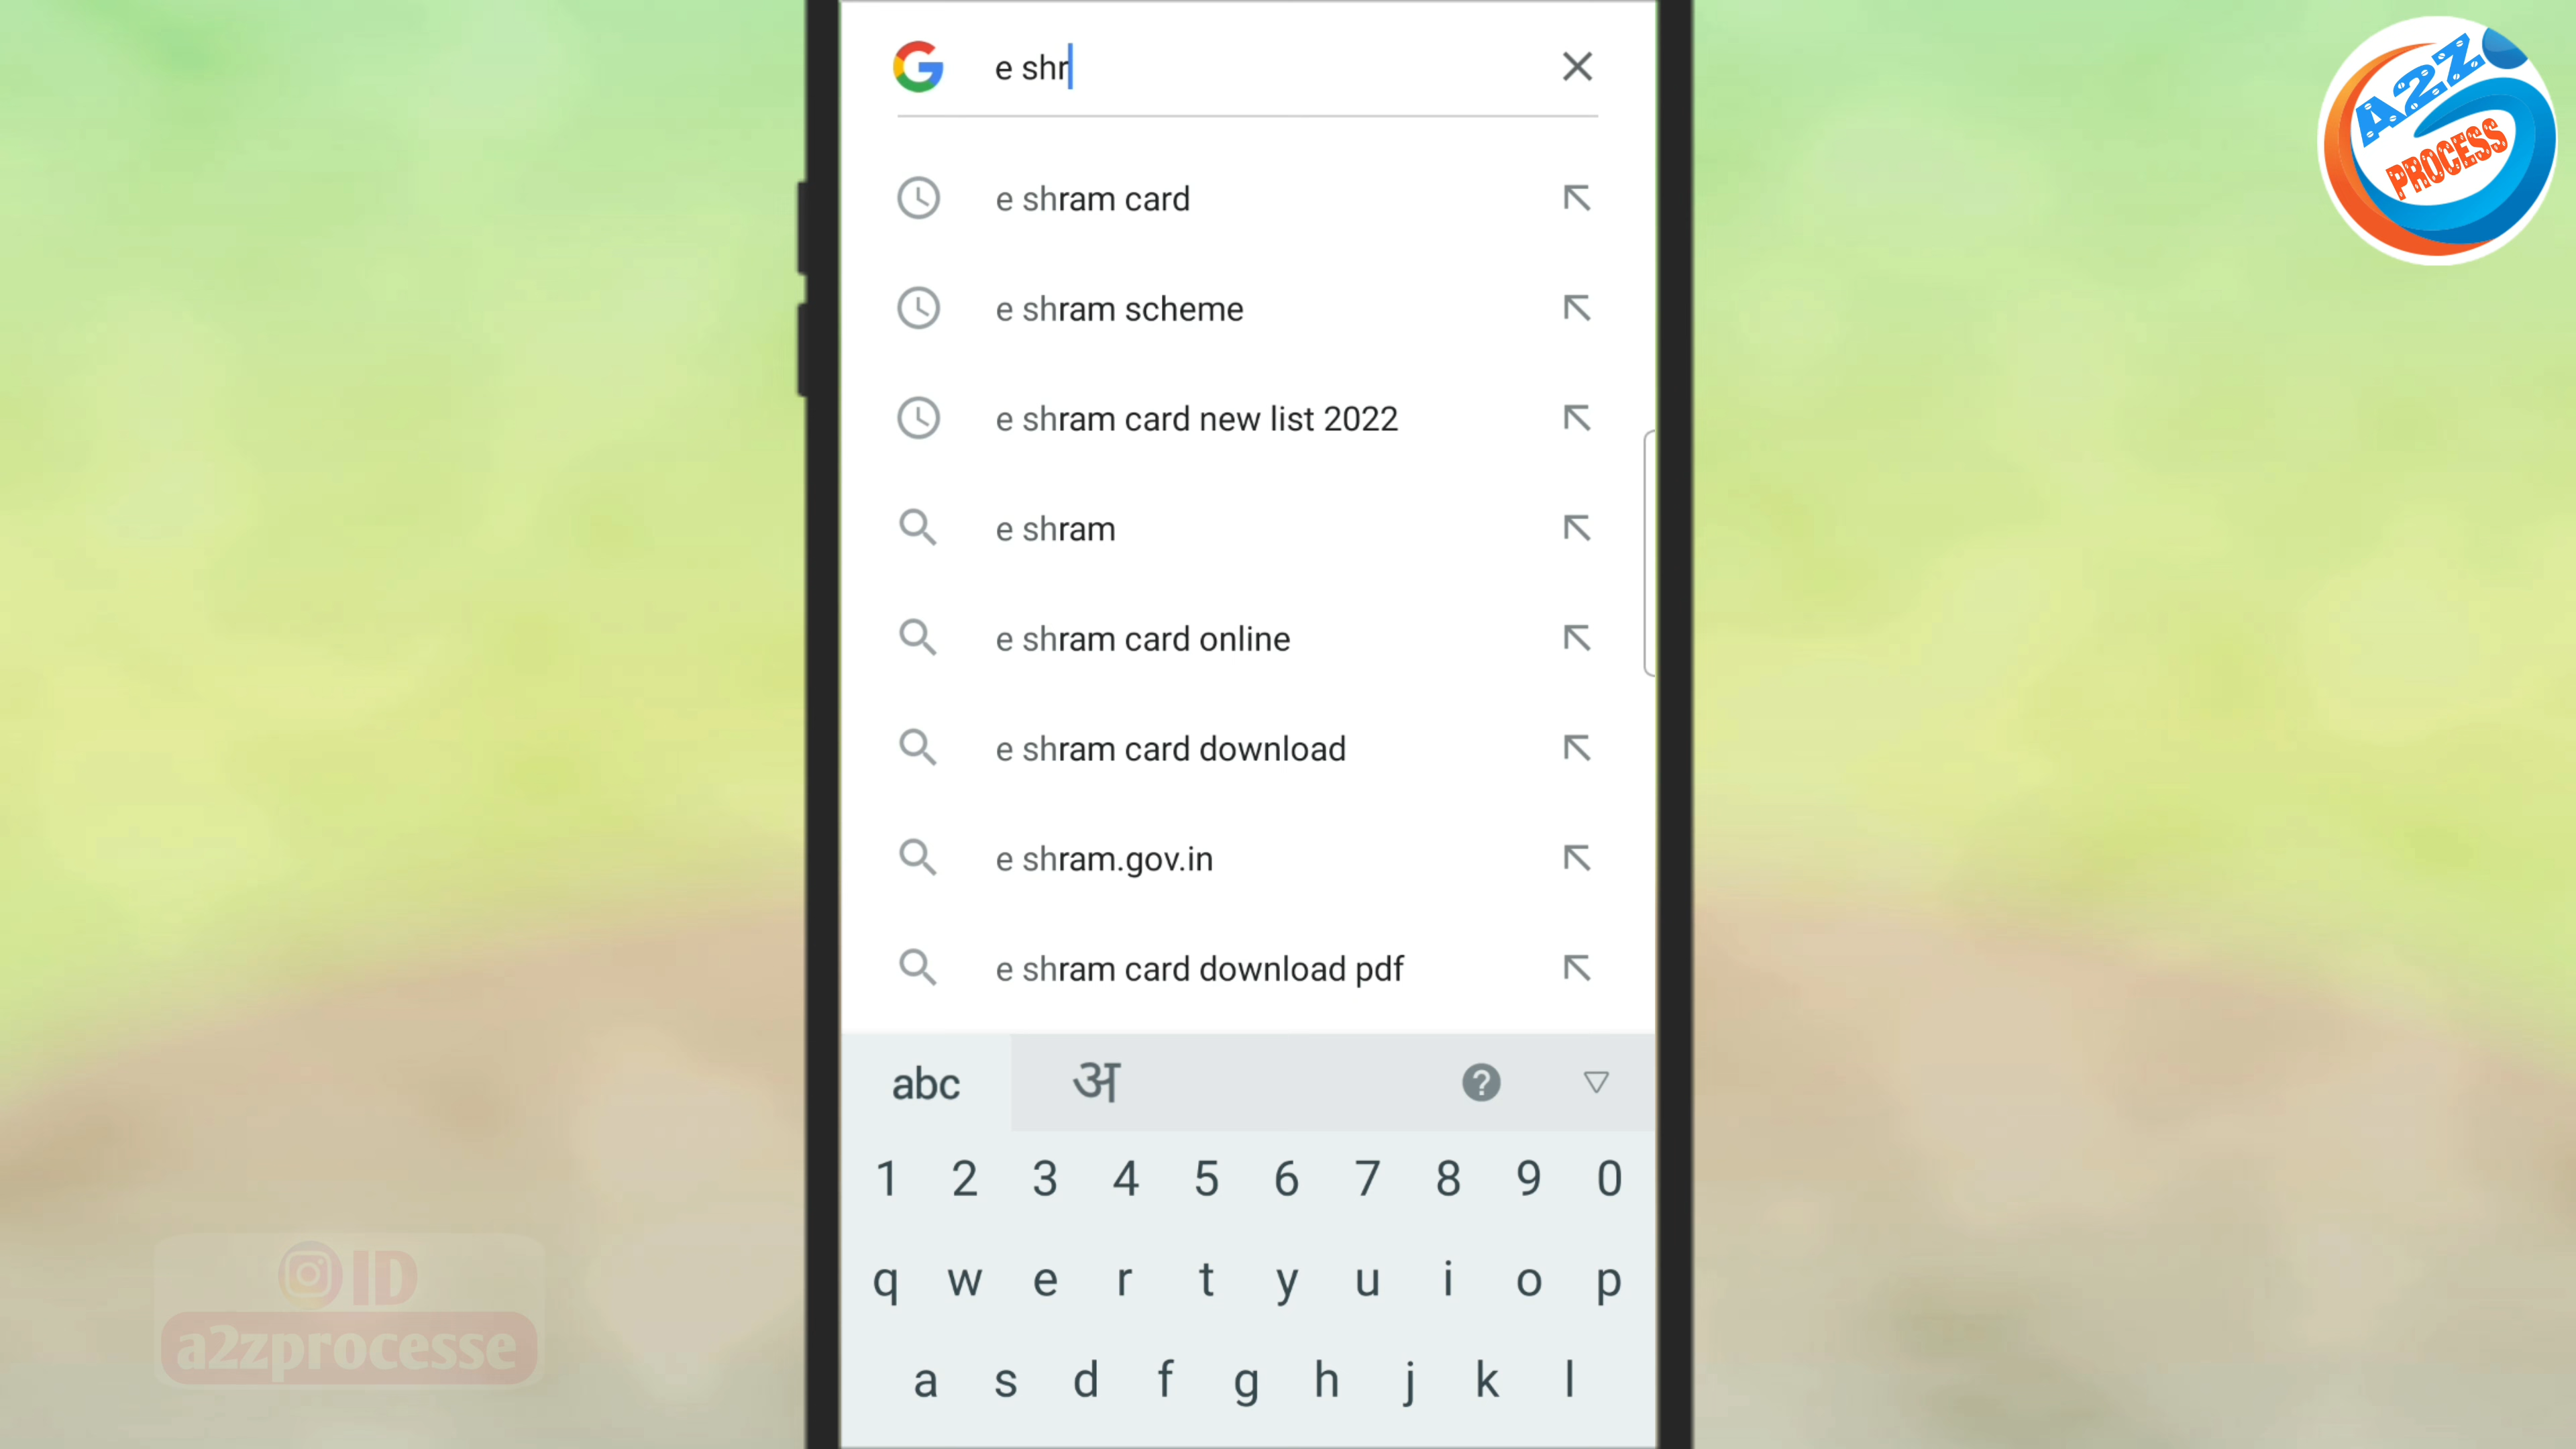 e shr
A2Z
PROCESS
e shram card
e shram scheme
e shram card new list 2022
e shram
e shram card online
e shram card download
e shram.gov.in
e shram card download pdf
abc अ ?
1 2 3 4 5 6 7 8 9 0
q w e r t y u i o p
a s d f g h j k l
ID
a2zprocesse